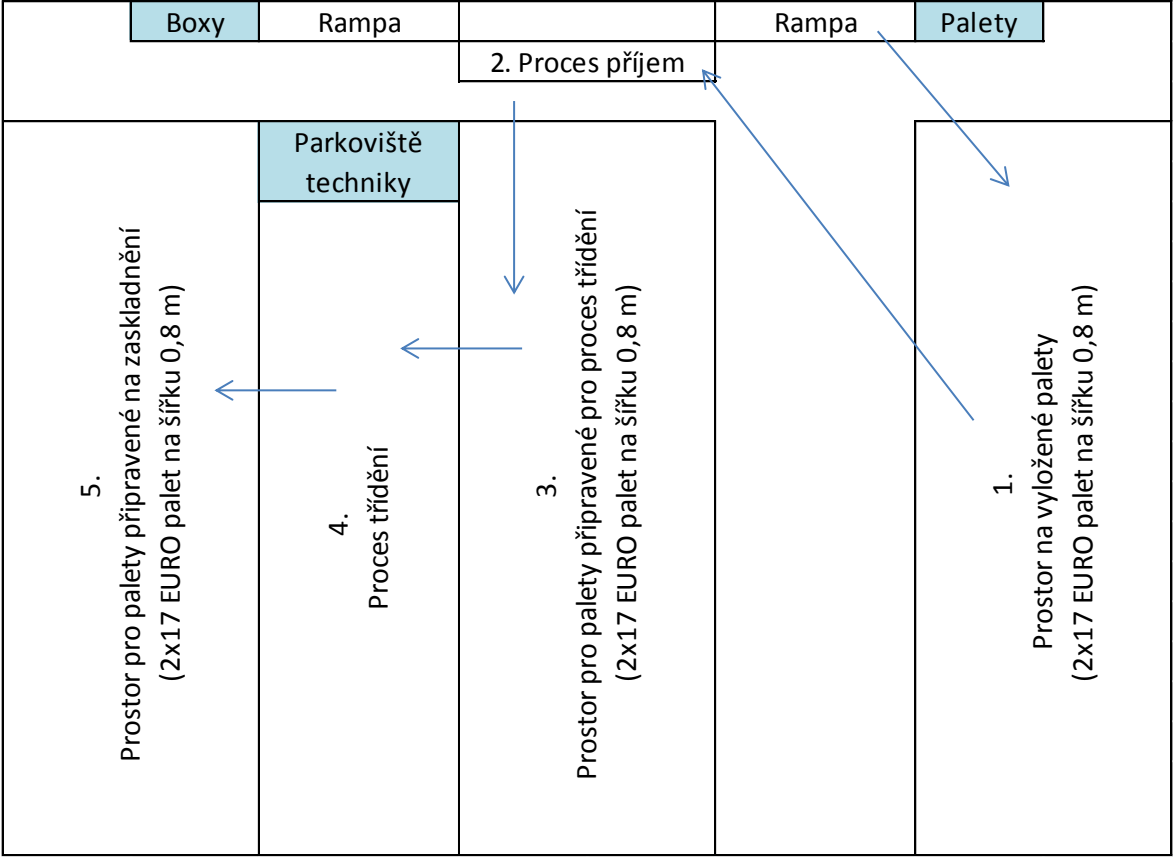 Boxy
Rampa
Rampa
Palety
2. Proces příjem
Parkoviště
techniky
5.
Prostor pro palety připravené na zaskladnění
(2x17 EURO palet na šířku 0,8 m)
4.
Proces třídění
3.
Prostor pro palety připravené pro proces třídění
(2x17 EURO palet na šířku 0,8 m)
1.
Prostor na vyložené palety
(2x17 EURO palet na šířku 0,8 m)